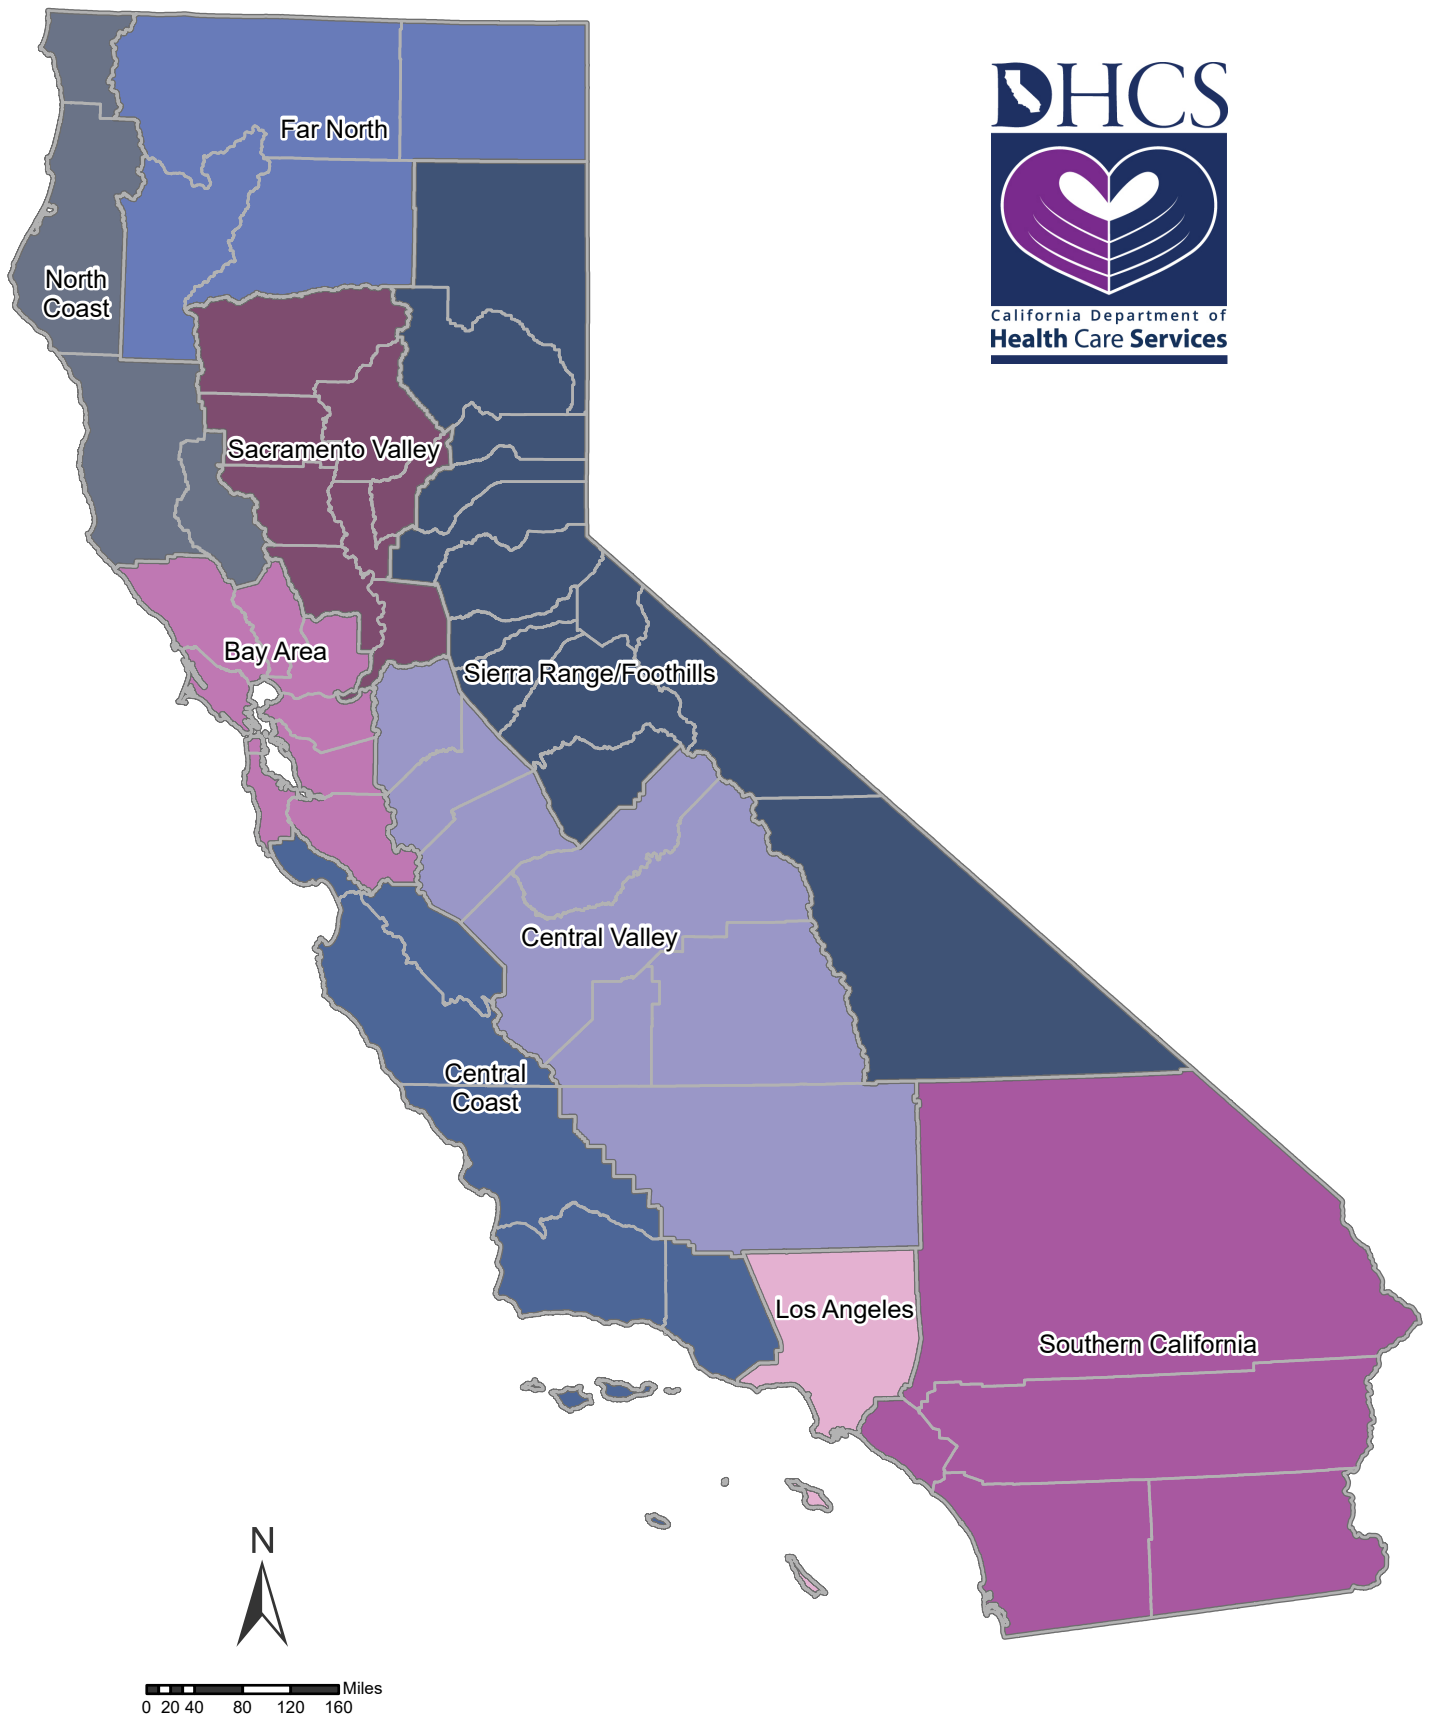 DHCS
California Department of
Health Care Services
Far North
North
Coast
Sacramento Valley
Bay Area
Sierra Range/Foothills
Central Valley
Central
Coast
Los Angeles
Southern California
N
Miles
0 20 40 80 120 160